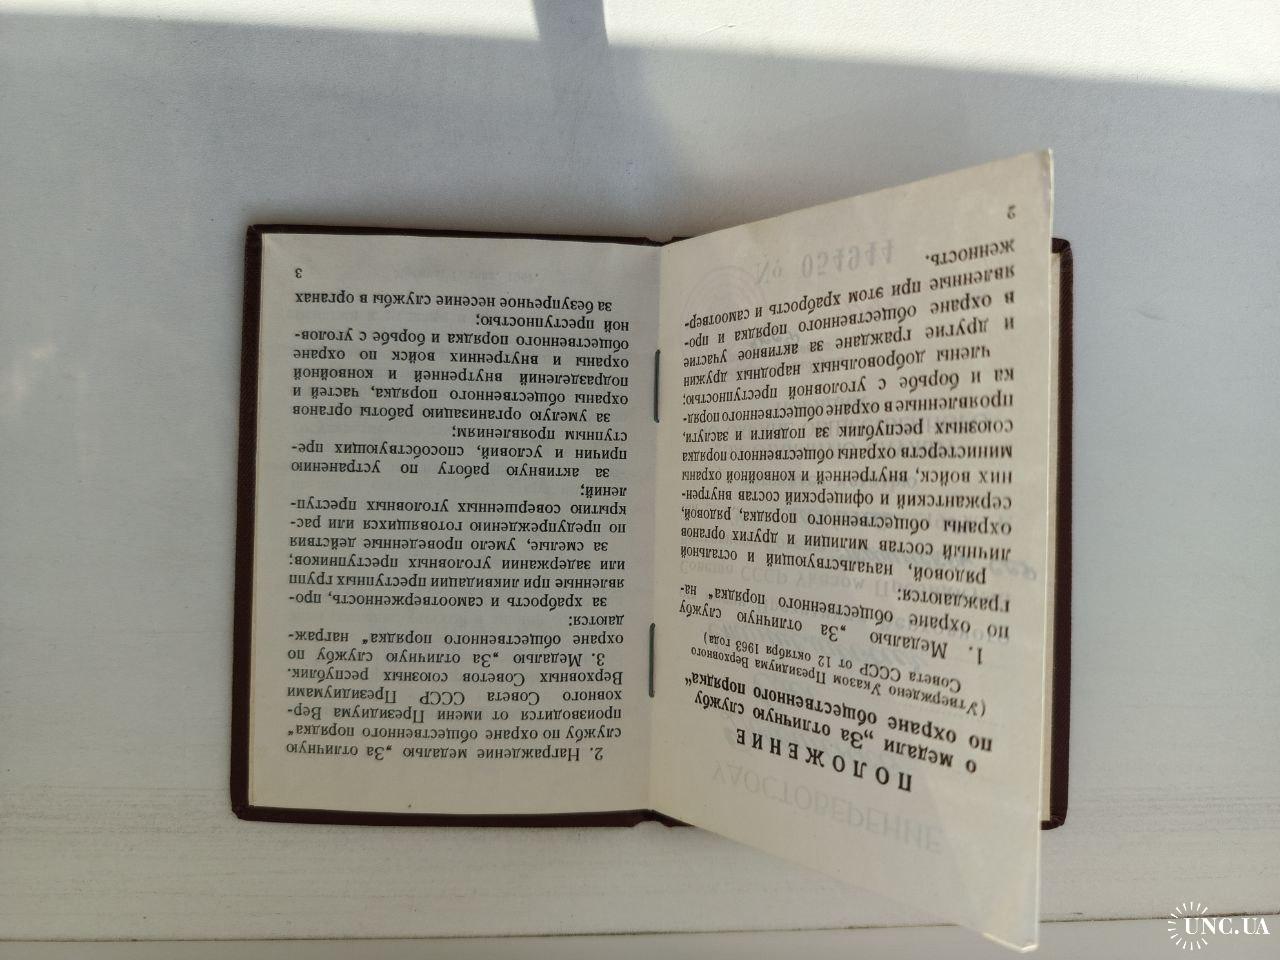 ПОЛОЖЕНИЕ
о медали „За отличную службу
по охране общественного порядка“
(Утверждено Указом Президиума Верховного
Совета СССР от 12 октября 1963 года)
1. Медалью „За отличную службу
по охране общественного порядка“ на-
граждаются:
рядовой, начальствующий и остальной
личный состав милиции и других органов
охраны общественного порядка, рядовой,
сержантский и офицерский состав внутрен-
них войск, внутренней и конвойной охраны
министерств охраны общественного порядка
союзных республик за подвиги и заслуги,
проявленные в охране общественного поряд-
ка и борьбе с уголовной преступностью;
члены добровольных народных дружин
и другие граждане за активное участие
в охране общественного порядка и про-
явленные при этом храбрость и самоотвер-
женность.
2
2. Награждение медалью „За отличную
службу по охране общественного порядка“
производится от имени Президиума Вер-
ховного Совета СССР Президиумами
Верховных Советов союзных республик.
3. Медалью „За отличную службу по
охране общественного порядка“ награж-
даются:
за храбрость и самоотверженность, про-
явленные при ликвидации преступных групп
или задержании уголовных преступников;
за смелые, умело проведенные действия
по предупреждению готовящихся или рас-
крытию совершенных уголовных преступ-
лений;
за активную работу по устранению
причин и условий, способствующих пре-
ступным проявлениям;
за умелую организацию работы органов
охраны общественного порядка, частей и
подразделений внутренней и конвойной
охраны и внутренних войск по охране
общественного порядка и борьбе с уголов-
ной преступностью;
за безупречное несение службы в органах
3
УДОСТОВЕРЕНИЕ
№ 054944
UNC.UA